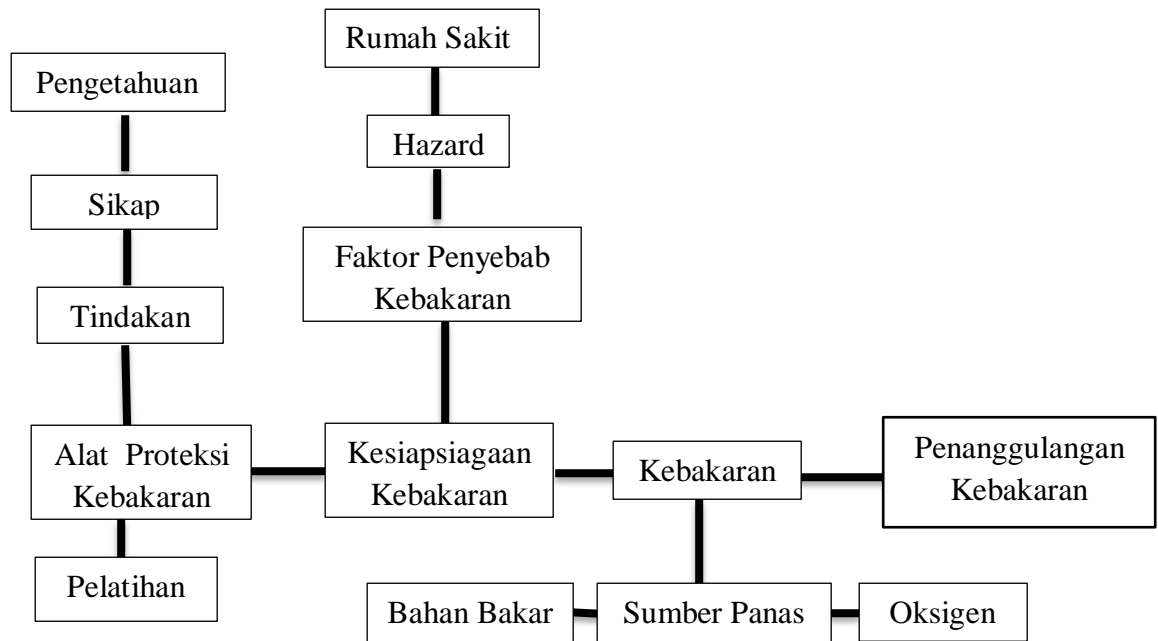 Rumah Sakit
Pengetahuan
Hazard
Sikap
Faktor Penyebab
Kebakaran
Tindakan
Alat Proteksi
Kebakaran
Kesiapsiagaan
Kebakaran
Kebakaran
Penanggulangan
Kebakaran
Pelatihan
Bahan Bakar
Sumber Panas
Oksigen